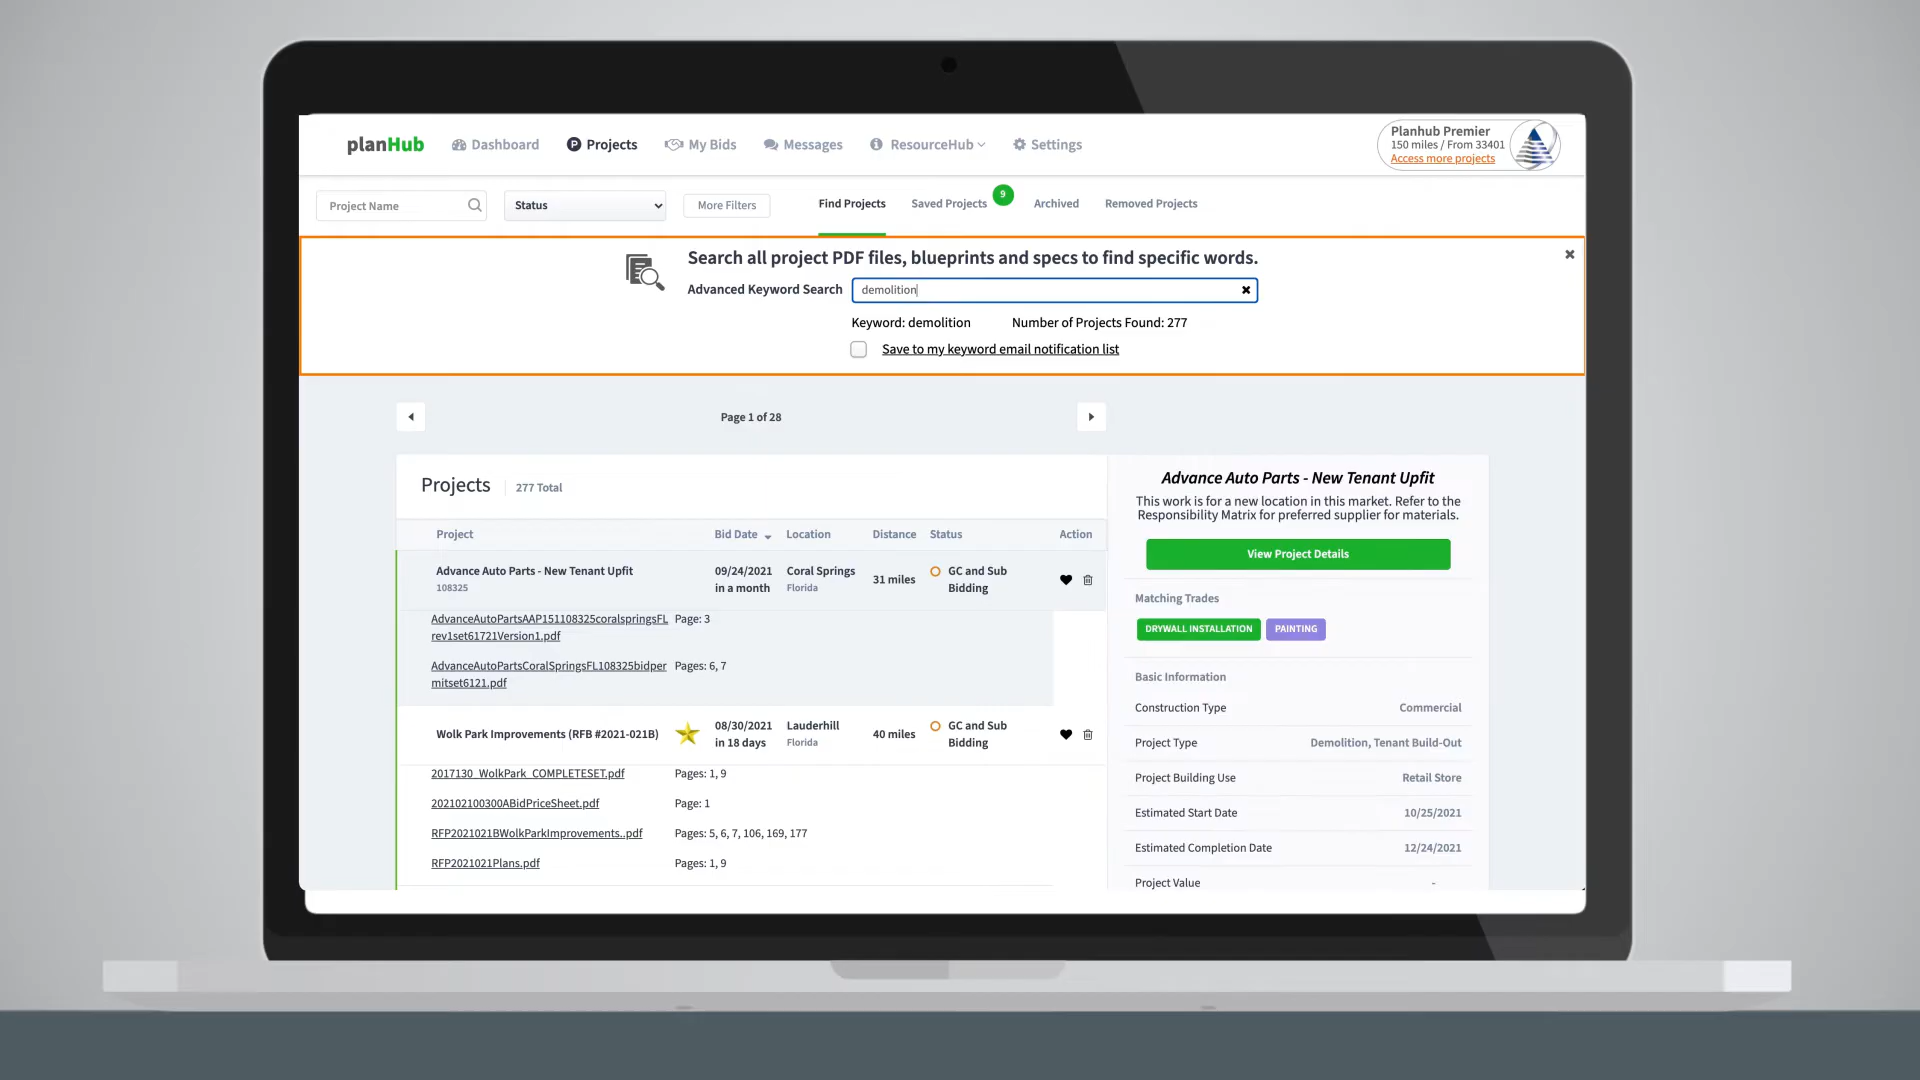 planHub
Dashboard
Projects
My Bids
Messages
ResourceHub
Settings
Planhub Premier
150 miles / From 33401
Access more projects
Project Name
Status
More Filters
Find Projects
Saved Projects
9
Archived
Removed Projects
Search all project PDF files, blueprints and specs to find specific words.
Advanced Keyword Search
demolition
Keyword: demolition
Number of Projects Found: 277
Save to my keyword email notification list
Page 1 of 28
Projects
277 Total
Project
Bid Date
Location
Distance
Status
Action
Advance Auto Parts - New Tenant Upfit
108325
09/24/2021
in a month
Coral Springs
Florida
31 miles
GC and Sub
Bidding
AdvanceAutoPartsAAP151108325coralspringsFL
rev1set61721Version1.pdf
Page: 3
AdvanceAutoPartsCoralSpringsFL108325bidper
mitset6121.pdf
Pages: 6, 7
Wolk Park Improvements (RFB #2021-021B)
08/30/2021
in 18 days
Lauderhill
Florida
40 miles
GC and Sub
Bidding
2017130_WolkPark_COMPLETESET.pdf
Pages: 1, 9
202102100300ABidPriceSheet.pdf
Page: 1
RFP2021021BWolkParkImprovements..pdf
Pages: 5, 6, 7, 106, 169, 177
RFP2021021Plans.pdf
Pages: 1, 9
Advance Auto Parts - New Tenant Upfit
This work is for a new location in this market. Refer to the
Responsibility Matrix for preferred supplier for materials.
View Project Details
Matching Trades
DRYWALL INSTALLATION
PAINTING
Basic Information
Construction Type
Commercial
Project Type
Demolition, Tenant Build-Out
Project Building Use
Retail Store
Estimated Start Date
10/25/2021
Estimated Completion Date
12/24/2021
Project Value
-